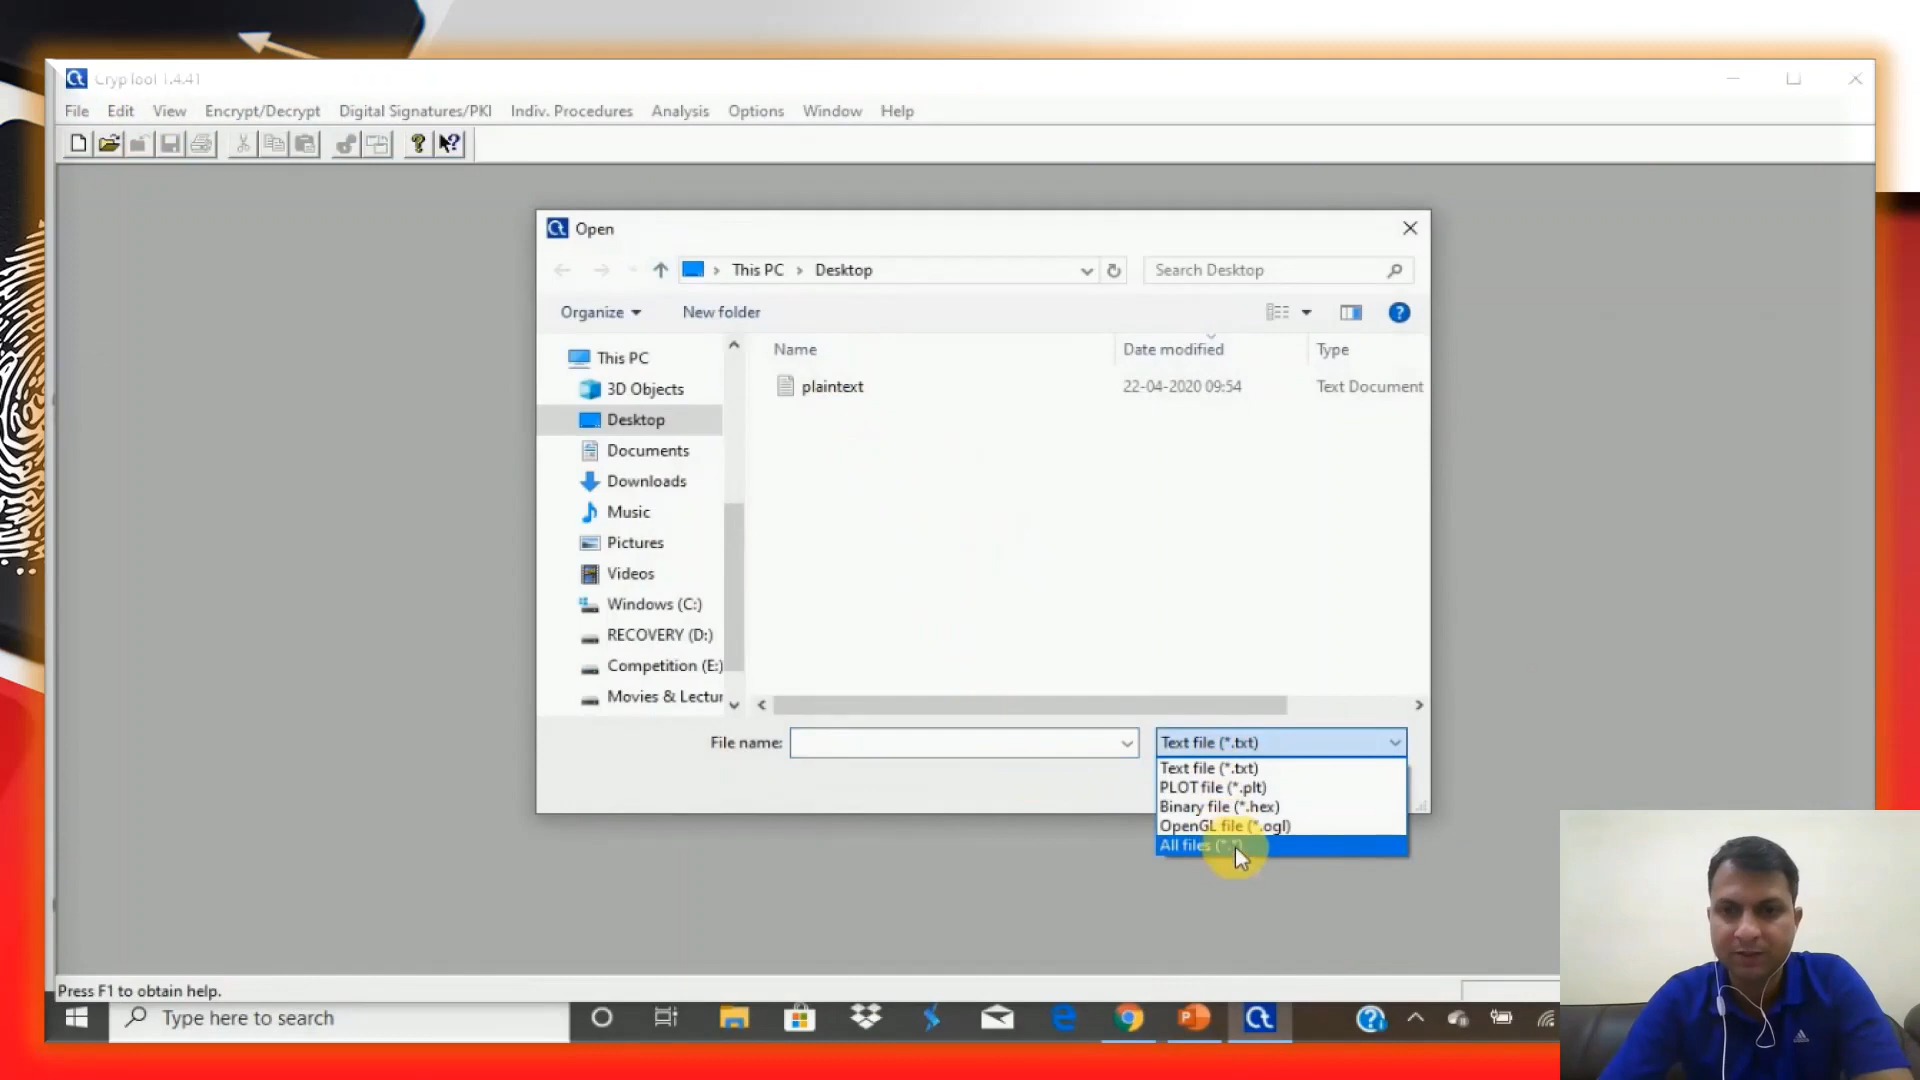 CrypTool 1.4.41
File Edit View Encrypt/Decrypt Digital Signatures/PKI Indiv. Procedures Analysis Options Window Help
Open
This PC > Desktop
Search Desktop
Organize
New folder
Name
Date modified
Type
plaintext
22-04-2020 09:54
Text Document
This PC
3D Objects
Desktop
Documents
Downloads
Music
Pictures
Videos
Windows (C:)
RECOVERY (D:)
Competition (E:)
Movies & Lectur
File name:
Text file (*.txt)
Text file (*.txt)
PLOT file (*.plt)
Binary file (*.hex)
OpenGL file (*.ogl)
All files (*.*)
Press F1 to obtain help.
Type here to search